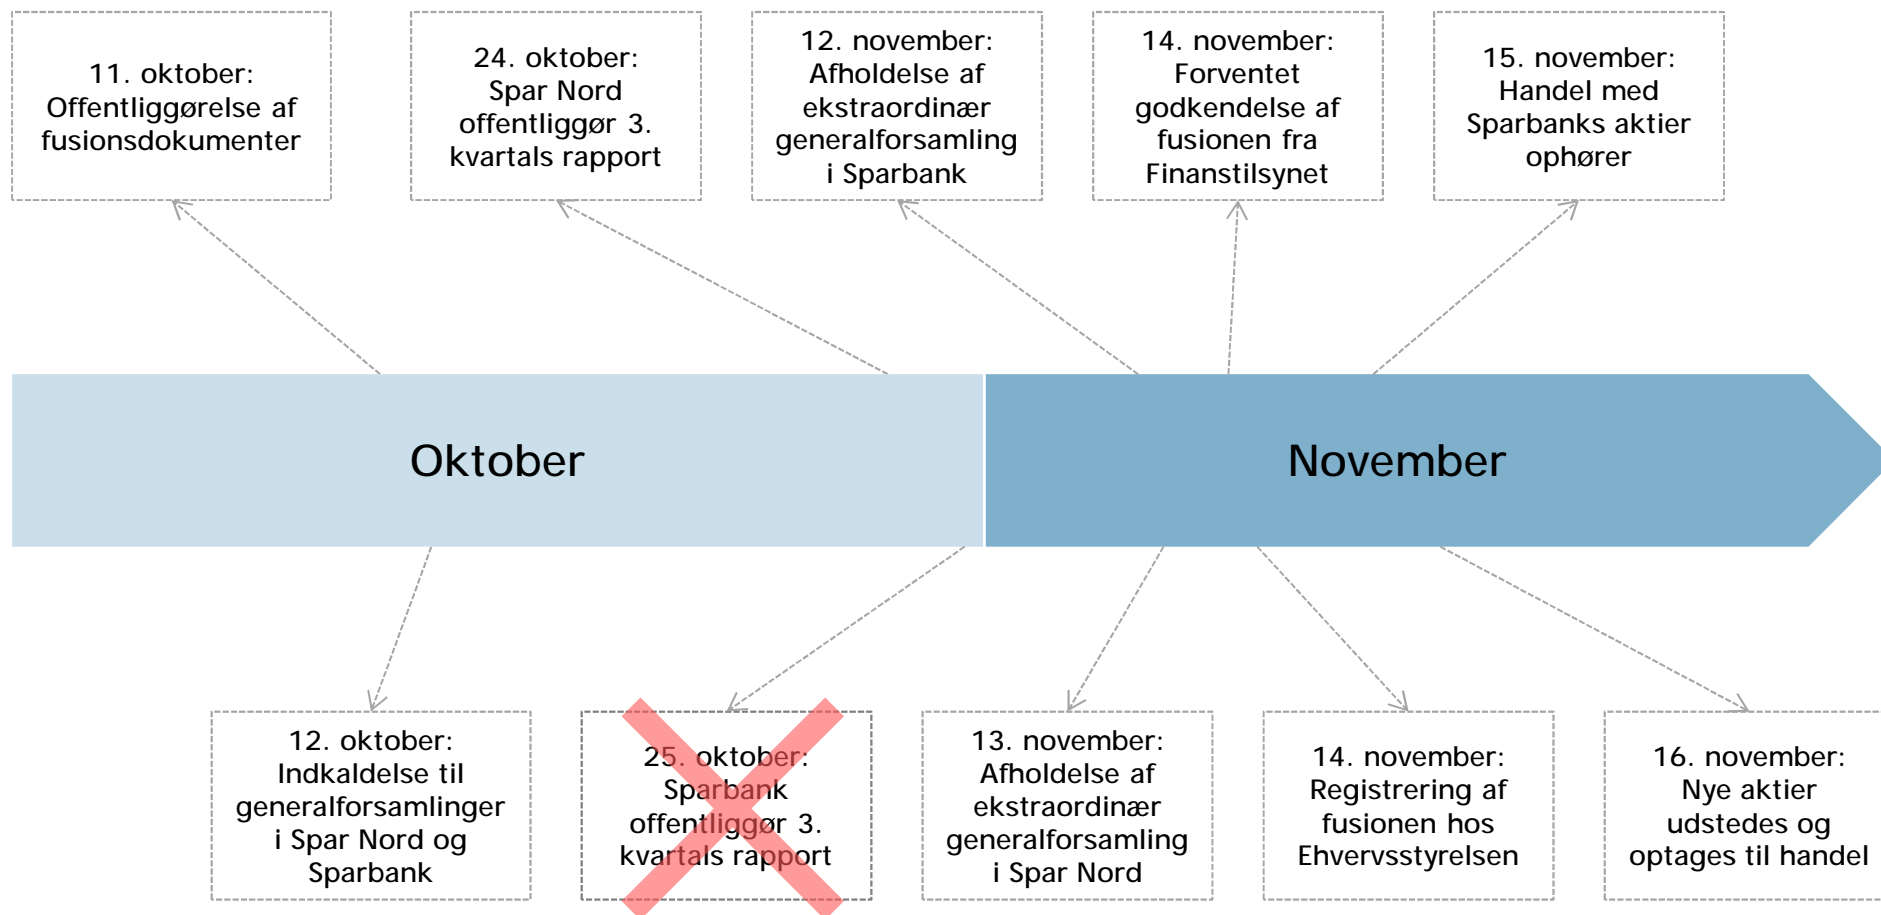 11. oktober:
Offentliggørelse af
fusionsdokumenter
24. oktober:
Spar Nord
offentliggør 3.
kvartals rapport
12. november:
Afholdelse af
ekstraordinær
generalforsamling
i Sparbank
14. november:
Forventet
godkendelse af
fusionen fra
Finanstilsynet
15. november:
Handel med
Sparbanks aktier
ophører
Oktober
November
12. oktober:
Indkaldelse til
generalforsamlinger
i Spar Nord og
Sparbank
25. oktober:
Sparbank
offentliggør 3.
kvartals rapport
13. november:
Afholdelse af
ekstraordinær
generalforsamling
i Spar Nord
14. november:
Registrering af
fusionen hos
Ehvervsstyrelsen
16. november:
Nye aktier
udstedes og
optages til handel